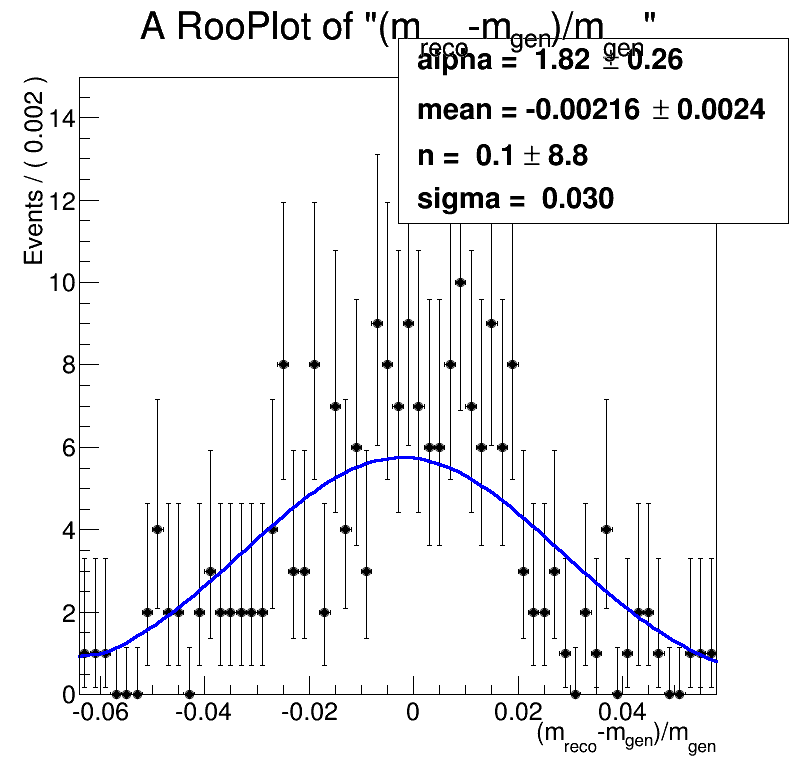 A RooPlot of "(m_reco-m_gen)/m_gen"
alpha = 1.82 ± 0.26
mean = -0.00216 ± 0.0024
n = 0.1 ± 8.8
sigma = 0.030
Events / ( 0.002 )
14
12
10
8
6
4
2
0
-0.06 -0.04 -0.02 0 0.02 0.04
(m_reco-m_gen)/m_gen